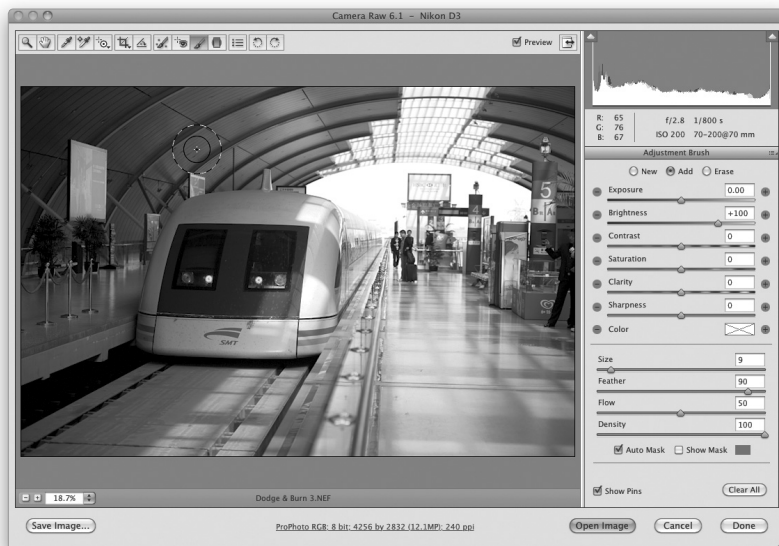 Camera Raw 6.1 – Nikon D3
Preview
R: 65
G: 76
B: 67
f/2.8 1/800 s
ISO 200 70–200@70 mm
Adjustment Brush
New Add Erase
Exposure 0.00
Brightness +100
Contrast 0
Saturation 0
Clarity 0
Sharpness 0
Color
Size 9
Feather 90
Flow 50
Density 100
Auto Mask Show Mask
Show Pins Clear All
5
SMT
18.7% Dodge & Burn 3.NEF
Save Image... ProPhoto RGB; 8 bit; 4256 by 2832 (12.1MP); 240 ppi Open Image Cancel Done